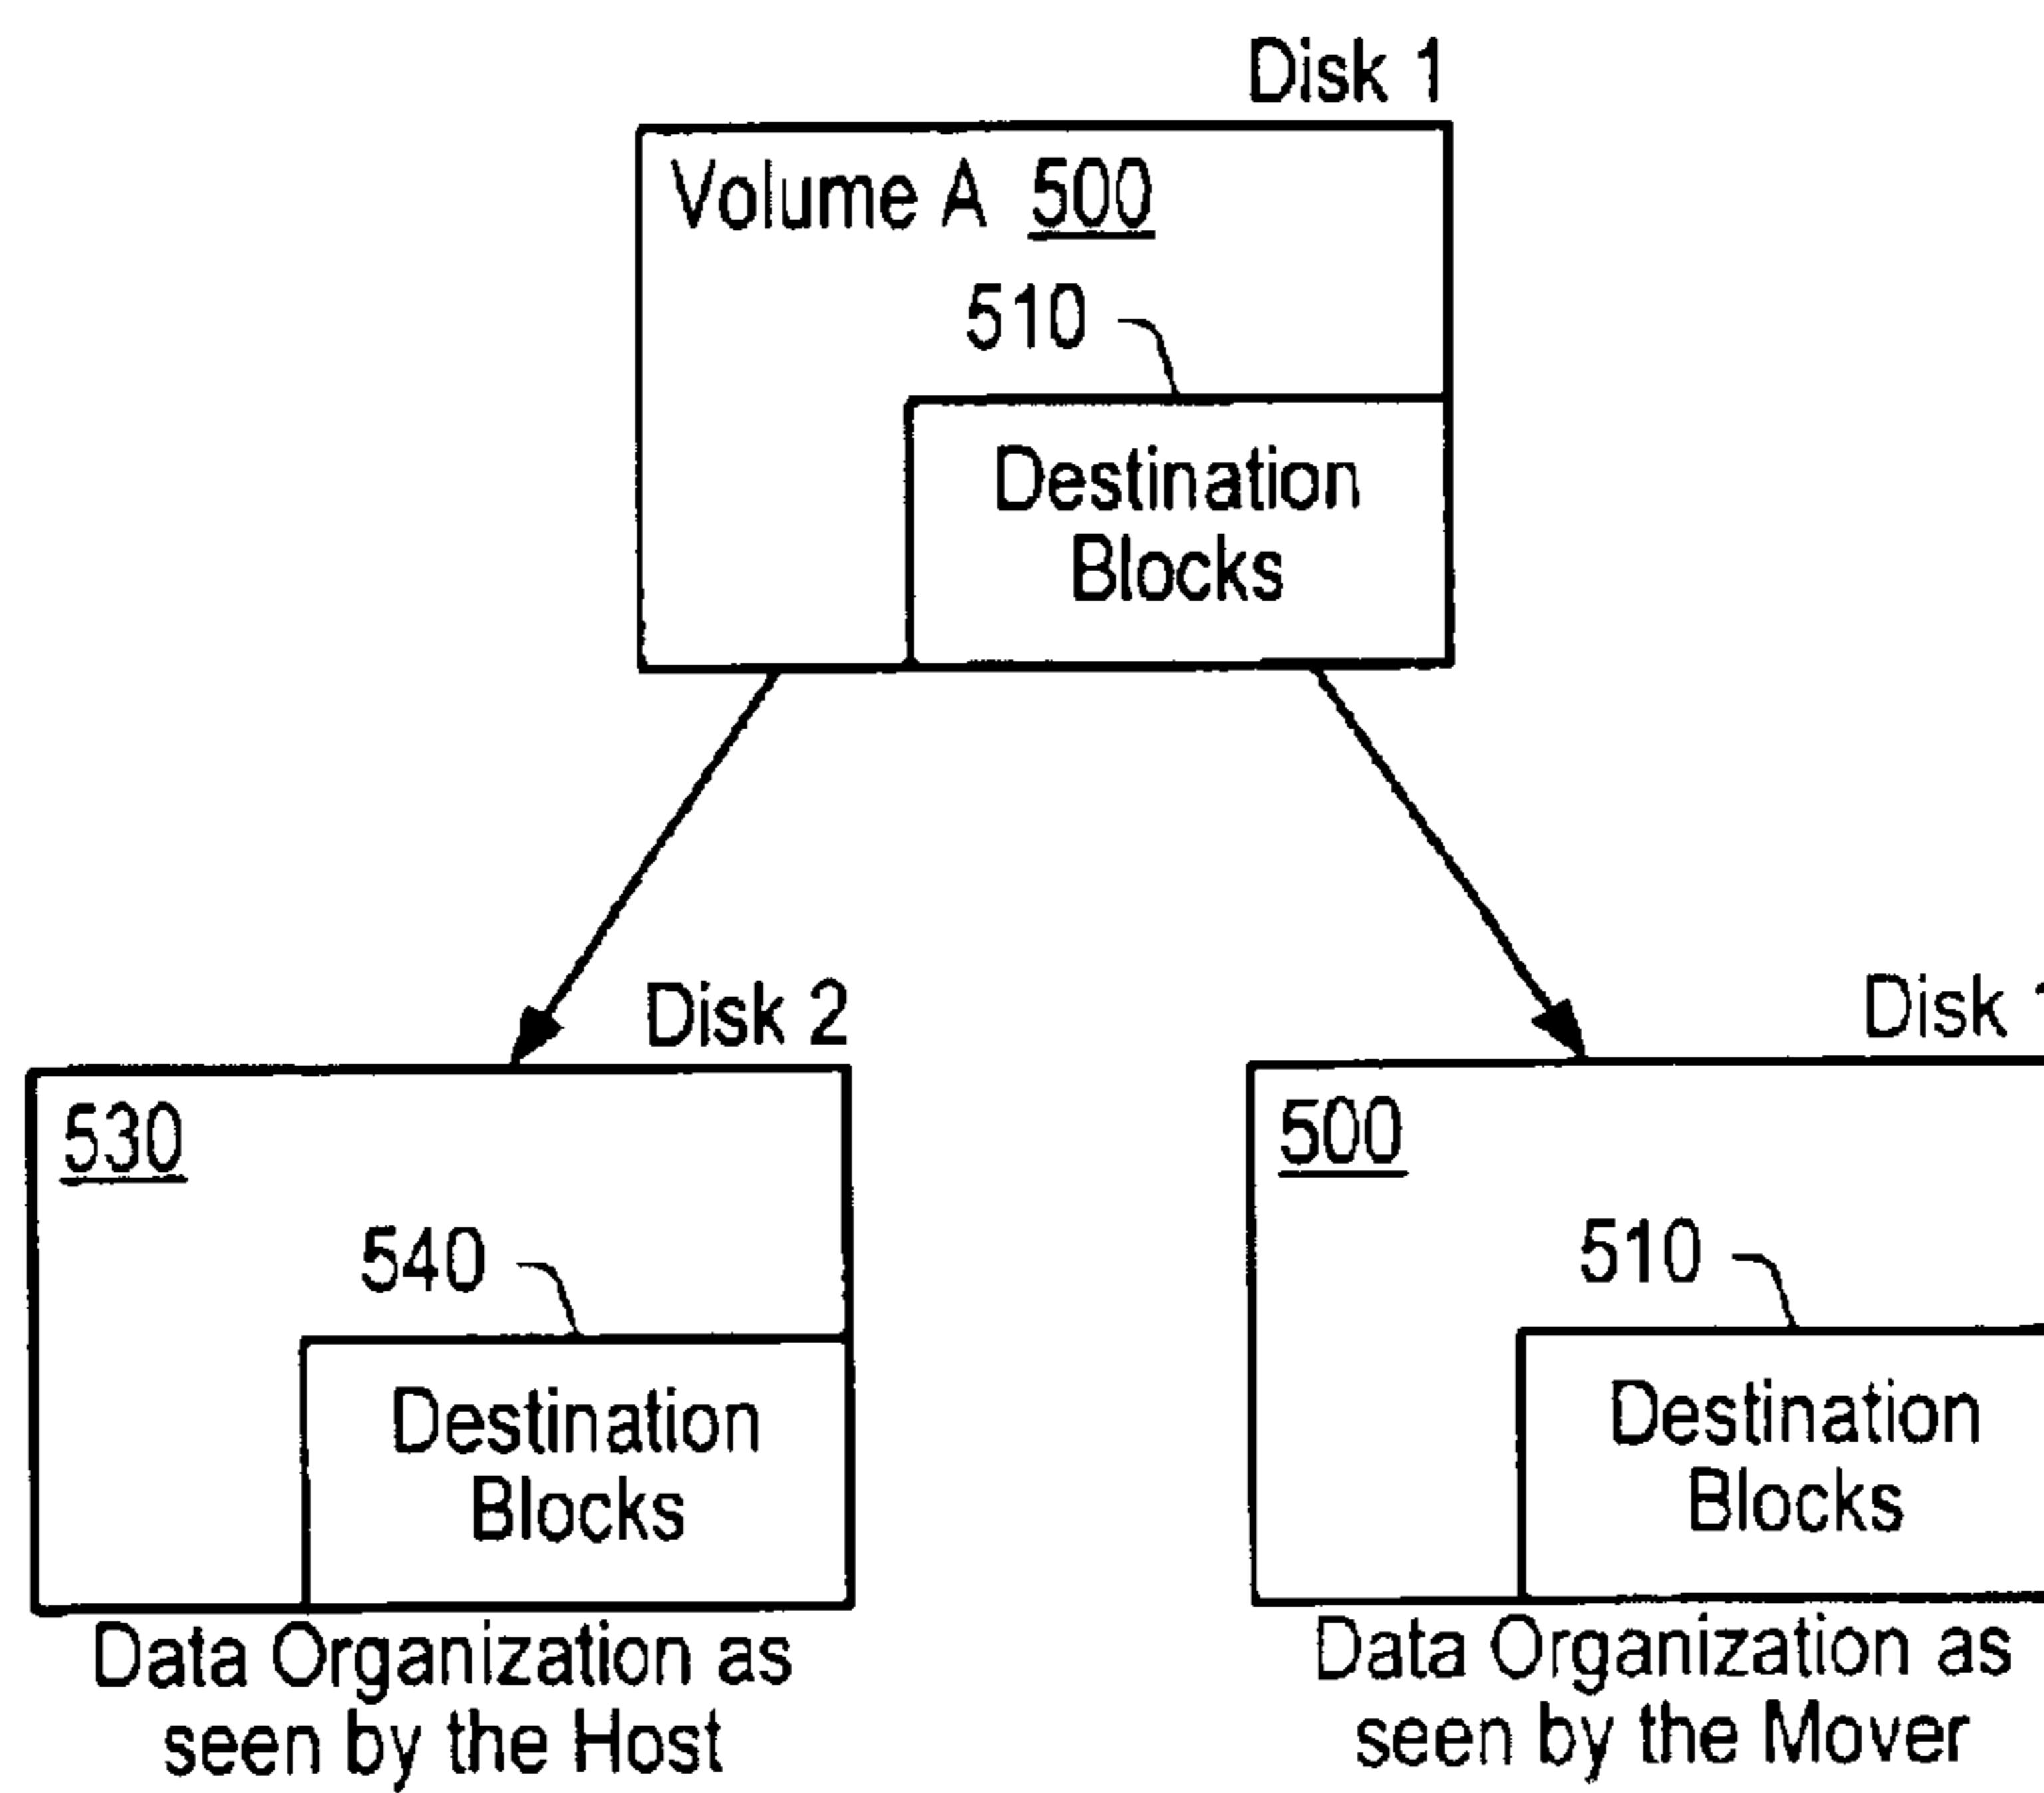 Disk 1
Volume A 500
510
Destination
Blocks
Disk 2
530
540
Destination
Blocks
Data Organization as
seen by the Host
Disk
500
510
Destination
Blocks
Data Organization as
seen by the Mover